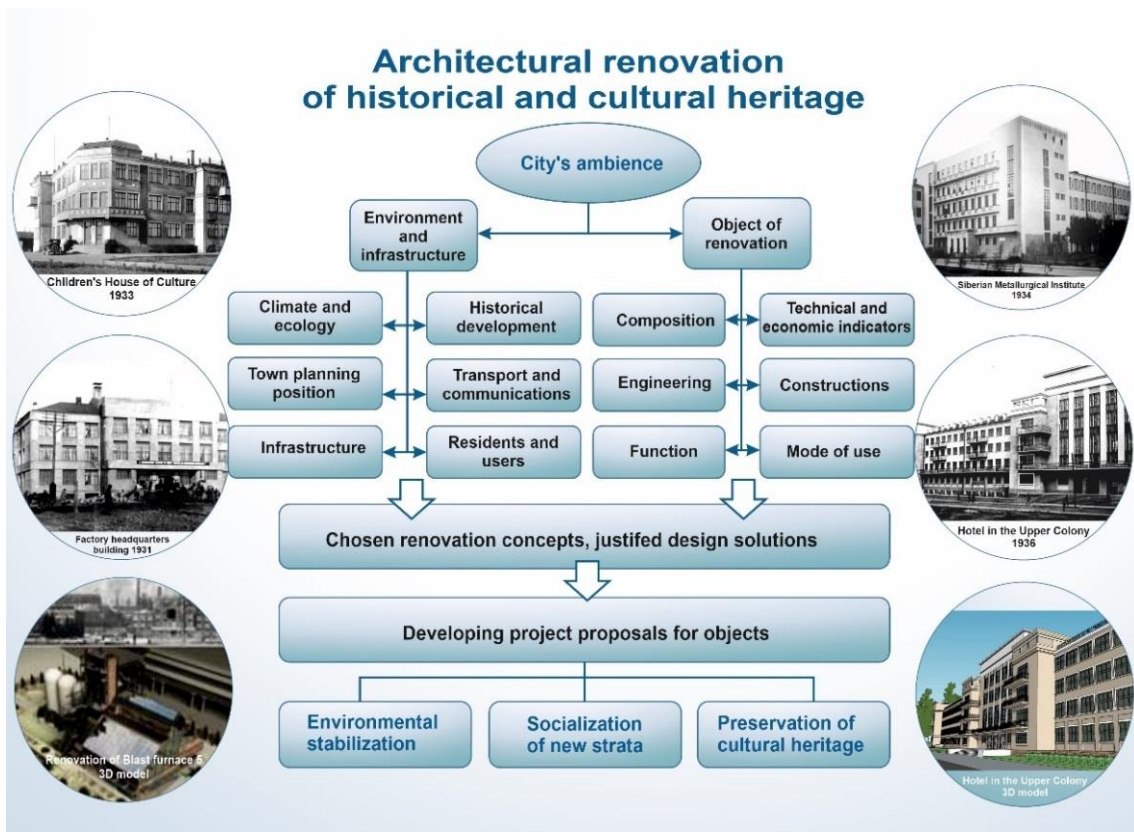 Architectural renovation
of historical and cultural heritage
City's ambience
Environment
and
infrastructure
Object of
renovation
Children's House of Culture
1933
Siberian Metallurgical Institute
1934
Climate and
ecology
Historical
development
Composition
Technical and
economic indicators
Town planning
position
Transport and
communications
Engineering
Constructions
Infrastructure
Residents and
users
Function
Mode of use
Factory headquarters
building 1931
Hotel in the Upper Colony
1936
Chosen renovation concepts, justifed design solutions
Developing project proposals for objects
Environmental
stabilization
Socialization
of new strata
Preservation of
cultural heritage
Renovation of Blast furnace 5
3D model
Hotel in the Upper Colony
3D model